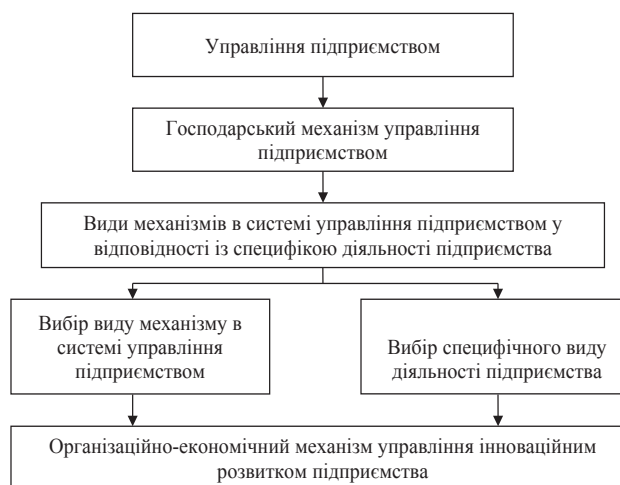 Управління підприємством
Господарський механізм управління
підприємством
Види механізмів в системі управління підприємством у
відповідності із специфікою діяльності підприємства
Вибір виду механізму в
системі управління
підприємством
Вибір специфічного виду
діяльності підприємства
Організаційно-економічний механізм управління інноваційним
розвитком підприємства